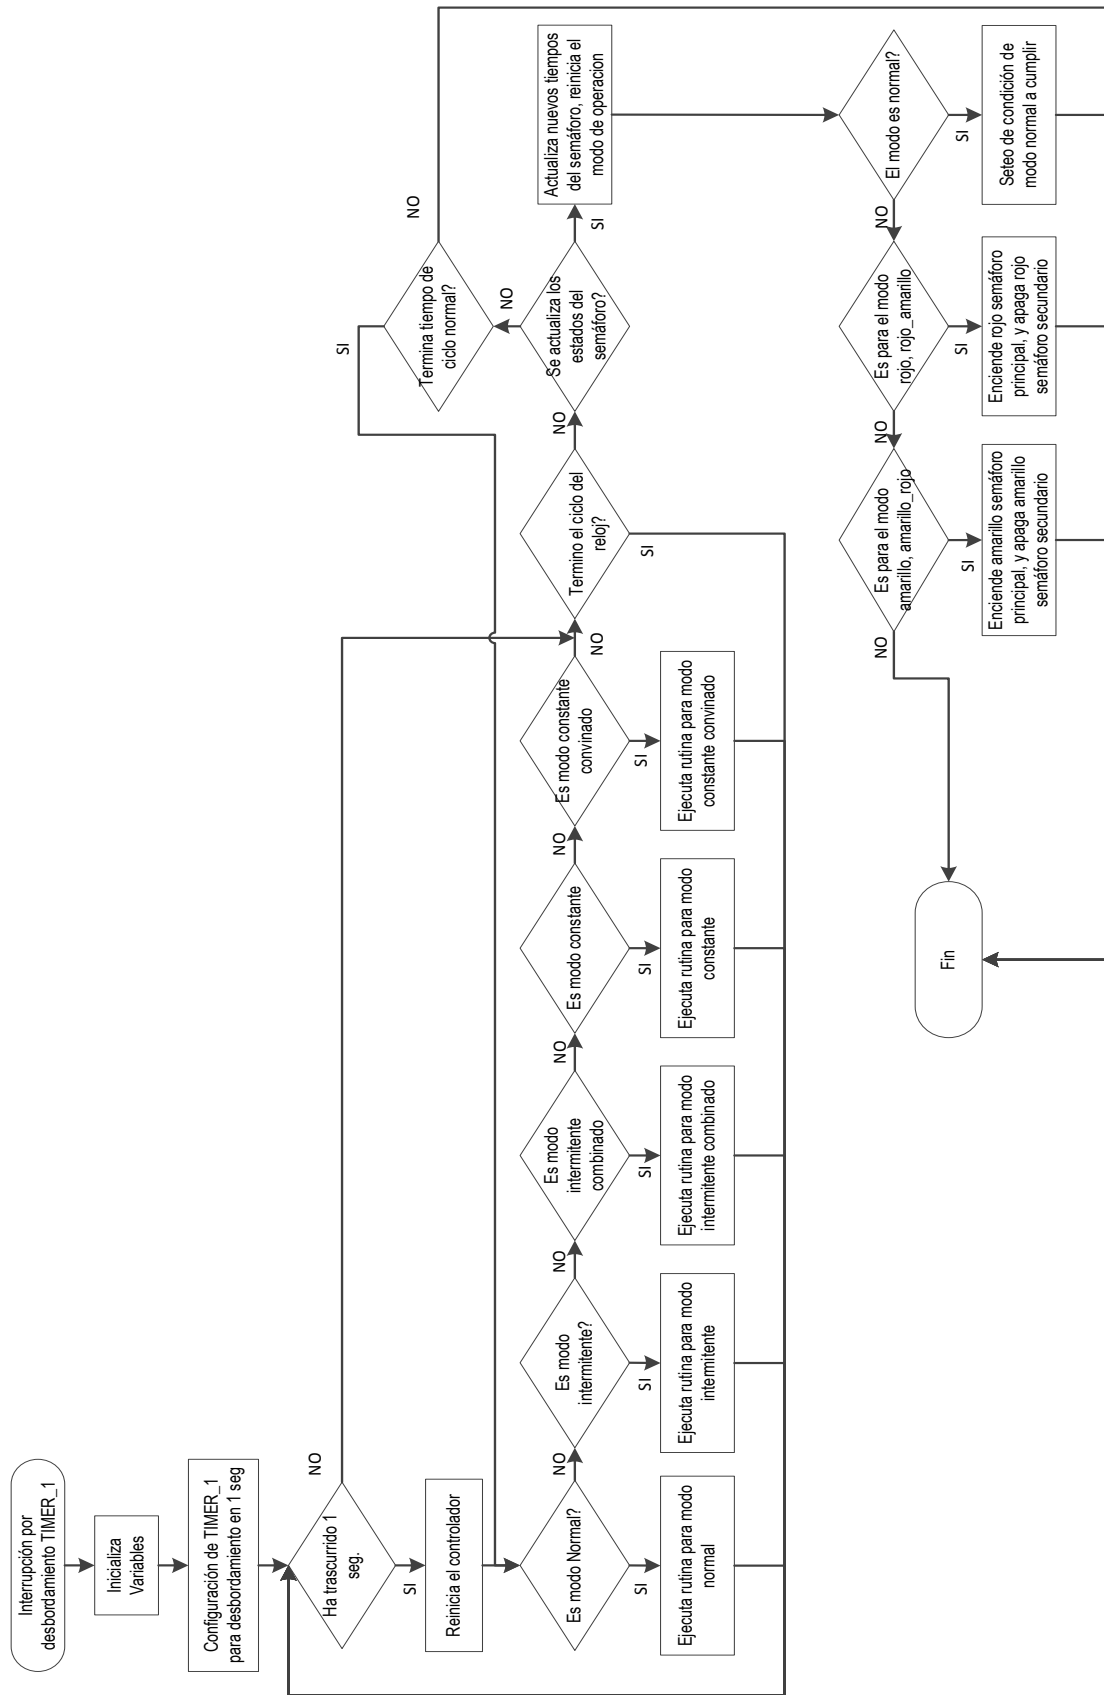 Interrupción por
desbordamiento TIMER_1
Inicializa
Variables
Configuración de TIMER_1
para desbordamiento en 1 seg
Ha trascurrido 1
seg.
NO
SI
Reinicia el controlador
Es modo Normal?
NO
SI
Ejecuta rutina para modo
normal
Es modo
intermitente?
NO
SI
Ejecuta rutina para modo
intermitente
Es modo
intermitente
combinado
NO
SI
Ejecuta rutina para modo
intermitente combinado
Es modo constante
NO
SI
Ejecuta rutina para modo
constante
Es modo constante
convinado
NO
SI
Ejecuta rutina para modo
constante convinado
Termino el ciclo del
reloj?
NO
SI
Se actualiza los
estados del
semáforo?
NO
SI
Termina tiempo de
ciclo normal?
SI
NO
Actualiza nuevos tiempos
del semáforo, reinicia el
modo de operacion
El modo es normal?
NO
SI
Seteo de condición de
modo normal a cumplir
Es para el modo
rojo, rojo_amarillo
NO
SI
Enciende rojo semáforo
principal, y apaga rojo
semáforo secundario
Es para el modo
amarillo, amarillo_rojo
NO
SI
Enciende amarillo semáforo
principal, y apaga amarillo
semáforo secundario
Fin